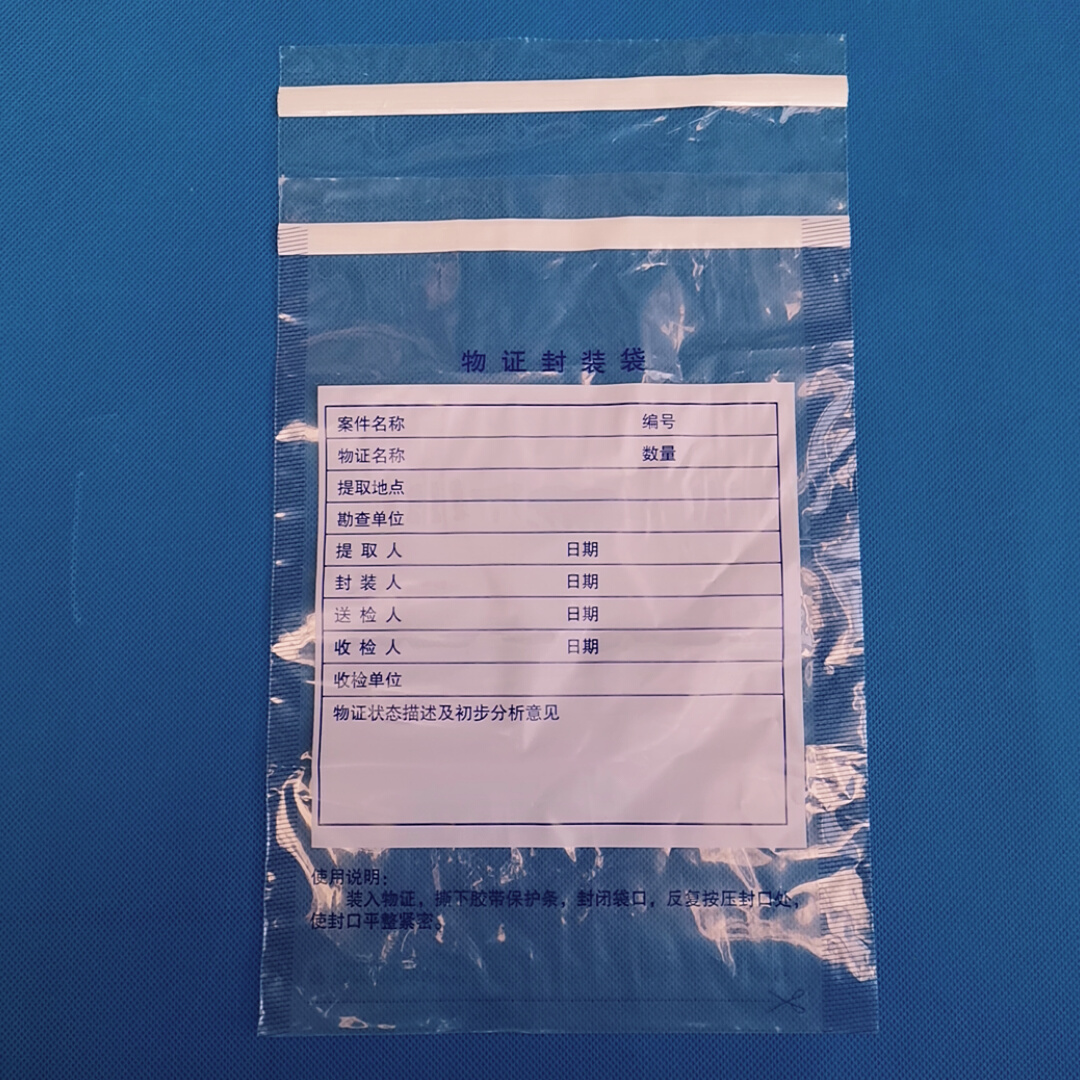 物证封装袋
案件名称 编号
物证名称 数量
提取地点
勘查单位
提取人 日期
封装人 日期
送检人 日期
收检人 日期
收检单位
物证状态描述及初步分析意见
使用说明：
装入物证，撕下胶带保护条，封闭袋口，反复按压封口处，
使封口平整紧密。